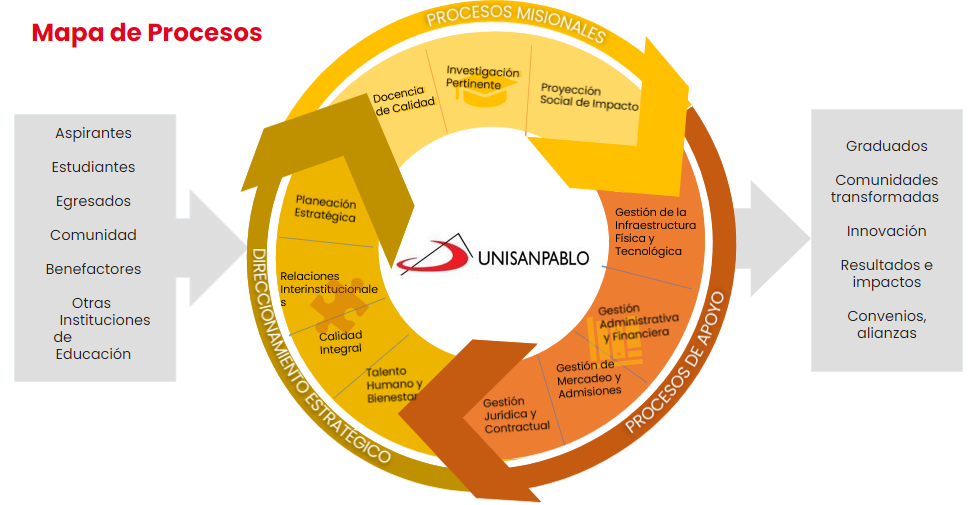 Mapa de Procesos
Aspirantes
Estudiantes
Egresados
Comunidad
Benefactores
Otras
Instituciones
de
Educación
PROCESOS MISIONALES
Docencia
de Calidad
Investigación
Pertinente
Proyección
Social de Impacto
DIRECCIONAMIENTO ESTRATÉGICO
Planeación
Estratégica
Relaciones
Interinstitucionale
s
Calidad
Integral
Talento
Humano y
Bienestar
UNISANPABLO
PROCESOS DE APOYO
Gestión de la
Infraestructura
Física y
Tecnológica
Gestión
Administrativa
y Financiera
Gestión de
Mercadeo y
Admisiones
Gestión
Jurídica y
Contractual
Graduados
Comunidades
transformadas
Innovación
Resultados e
impactos
Convenios,
alianzas